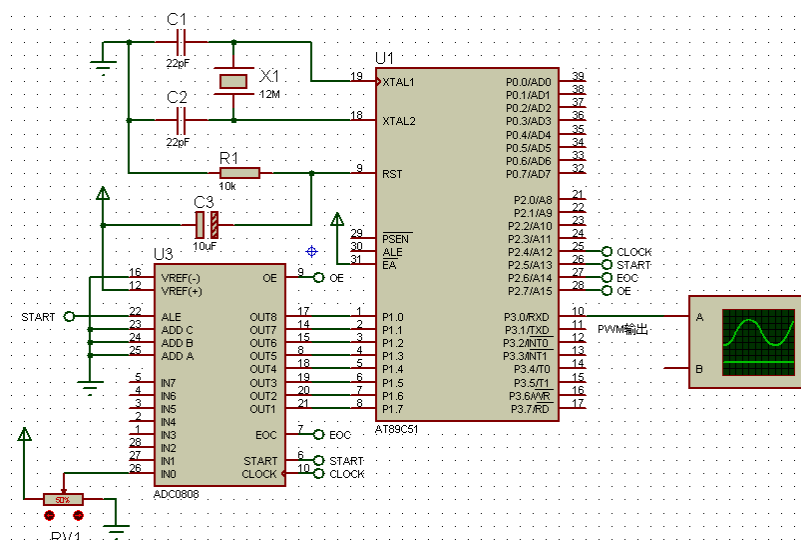 C1
22pF
X1
12M
C2
22pF
R1
10k
C3
10uF
U1
19 XTAL1
18 XTAL2
9 RST
29 PSEN
30 ALE
31 EA
1 P1.0
2 P1.1
3 P1.2
4 P1.3
5 P1.4
6 P1.5
7 P1.6
8 P1.7
P0.0/AD0 39
P0.1/AD1 38
P0.2/AD2 37
P0.3/AD3 36
P0.4/AD4 35
P0.5/AD5 34
P0.6/AD6 33
P0.7/AD7 32
P2.0/A8 21
P2.1/A9 22
P2.2/A10 23
P2.3/A11 24
P2.4/A12 25 CLOCK
P2.5/A13 26 START
P2.6/A14 27 EOC
P2.7/A15 28 OE
P3.0/RXD 10
P3.1/TXD 11
P3.2/INT0 12
P3.3/INT1 13
P3.4/T0 14
P3.5/T1 15
P3.6/WR 16
P3.7/RD 17
AT89C51
PWM输出
A
B
U3
16 VREF(-)
12 VREF(+)
START 22 ALE
23 ADD C
24 ADD B
25 ADD A
5 IN7
4 IN6
3 IN5
2 IN4
1 IN3
28 IN2
27 IN1
26 IN0
OE 9 OE
OUT8 17
OUT7 14
OUT6 15
OUT5 8
OUT4 18
OUT3 19
OUT2 20
OUT1 21
EOC 7 EOC
START 6 START
CLOCK 10 CLOCK
ADC0808
50%
RV1